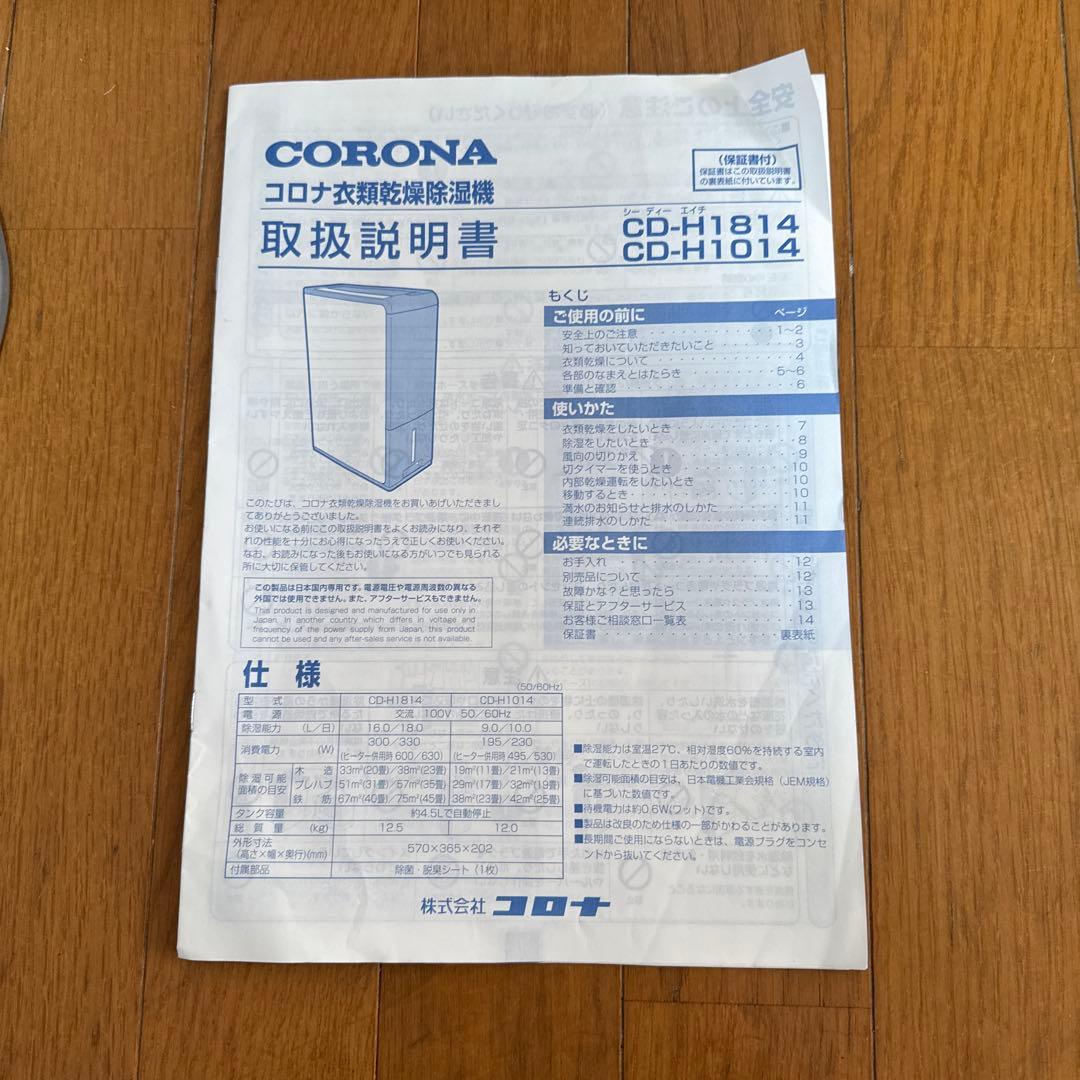 CORONA
コロナ衣類乾燥除湿機
取扱説明書
(保証書付)
保証書はこの取扱説明書
の裏表紙に付いています。
シー ディー エイチ
CD-H1814
CD-H1014
もくじ
ご使用の前に ページ
安全上のご注意 ・・・・・・・・・・・・ 1~2
知っておいていただきたいこと ・・・・・・・ 3
衣類乾燥について ・・・・・・・・・・・・ 4
各部のなまえとはたらき ・・・・・・・・ 5~6
準備と確認 ・・・・・・・・・・・・・・・ 6
使いかた
衣類乾燥をしたいとき ・・・・・・・・・・ 7
除湿をしたいとき ・・・・・・・・・・・・ 8
風向の切りかえ ・・・・・・・・・・・・・ 9
切タイマーを使うとき ・・・・・・・・・・ 10
内部乾燥運転をしたいとき ・・・・・・・・ 10
移動するとき ・・・・・・・・・・・・・・ 10
満水のお知らせと排水のしかた ・・・・・・ 11
連続排水のしかた ・・・・・・・・・・・・ 11
必要なときに
お手入れ ・・・・・・・・・・・・・・・・ 12
別売品について ・・・・・・・・・・・・・ 12
故障かな?と思ったら ・・・・・・・・・・ 13
保証とアフターサービス ・・・・・・・・・ 13
お客様ご相談窓口一覧表 ・・・・・・・・・ 14
保証書 ・・・・・・・・・・・・・・・ 裏表紙
このたびは、コロナ衣類乾燥除湿機をお買いあげいただきまし
てありがとうございました。
お使いになる前にこの取扱説明書をよくお読みになり、それぞ
れの性能を十分にお心得になったうえで正しくお使いください。
なお、お読みになった後もお使いになる方がいつでも見られる
所に大切に保管してください。
この製品は日本国内専用です。電源電圧や電源周波数の異なる
外国では使用できません。また、アフターサービスもできません。
This product is designed and manufactured for use only in
Japan. In another country which differs in voltage and
frequency of the power supply from Japan, this product
cannot be used and any after-sales service is not available.
仕様
(50/60Hz)
型式 CD-H1814 CD-H1014
電源 交流 100V 50/60Hz
除湿能力 (L/日) 16.0/18.0 9.0/10.0
消費電力 (W) 300/330 195/230
(ヒーター併用時 600/630) (ヒーター併用時 495/530)
除湿可能面積の目安 木造 33m²(20畳)/38m²(23畳) 19m²(11畳)/21m²(13畳)
プレハブ 51m²(31畳)/57m²(35畳) 29m²(17畳)/32m²(19畳)
鉄筋 67m²(40畳)/75m²(45畳) 38m²(23畳)/42m²(25畳)
タンク容量 約4.5Lで自動停止
総質量 (kg) 12.5 12.0
外形寸法
(高さ×幅×奥行)(mm) 570×365×202
付属部品 除菌・脱臭シート(1枚)
■除湿能力は室温27℃、相対湿度60%を持続する室内
で運転したときの1日あたりの数値です。
■除湿可能面積の目安は、日本電機工業会規格(JEM規格)
に基づいた数値です。
■待機電力は約0.6W(ワット)です。
■製品は改良のため仕様の一部がかわることがあります。
■長期間ご使用にならないときは、電源プラグをコンセ
ントから抜いてください。
株式会社 コロナ